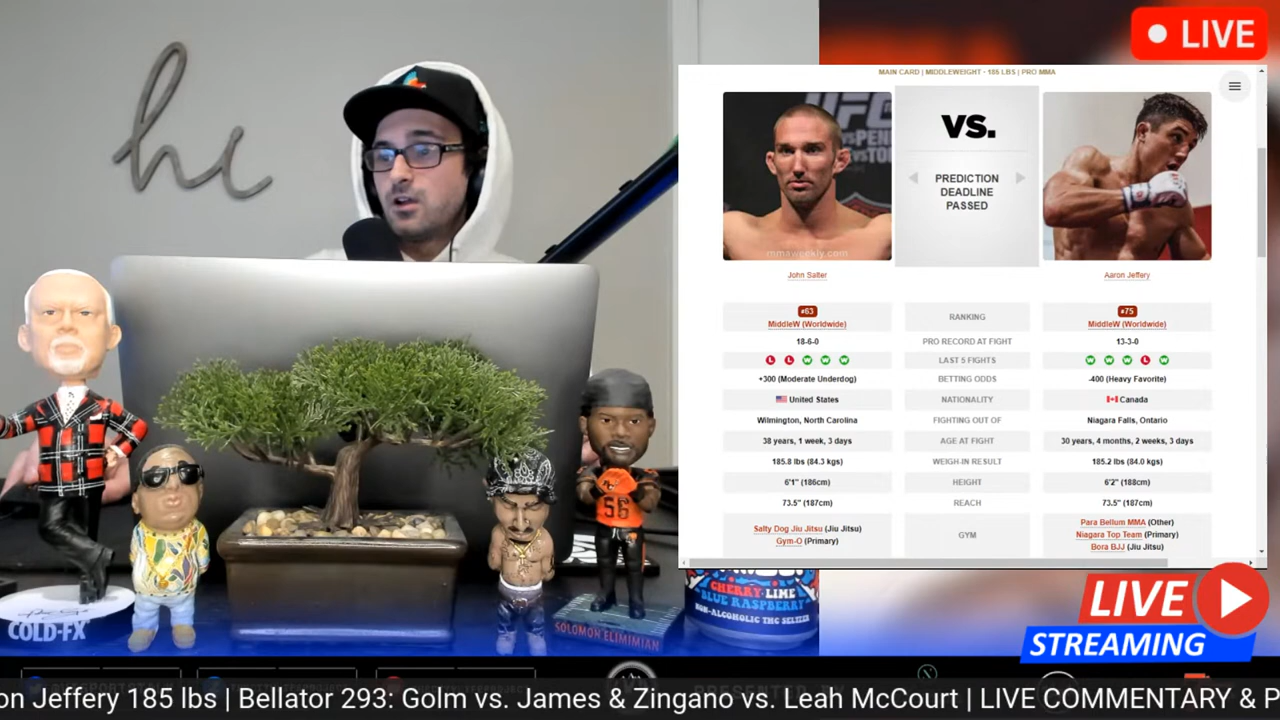 hi
LIVE
MAIN CARD | MIDDLEWEIGHT · 185 LBS | PRO MMA
UFC
VS.
PREDICTION
DEADLINE
PASSED
mmaweekly.com
John Salter
Aaron Jeffery
#63
RANKING
#75
MiddleW (Worldwide)
MiddleW (Worldwide)
18-6-0
PRO RECORD AT FIGHT
13-3-0
L L W W W
LAST 5 FIGHTS
W W W L W
+300 (Moderate Underdog)
BETTING ODDS
-400 (Heavy Favorite)
United States
NATIONALITY
Canada
Wilmington, North Carolina
FIGHTING OUT OF
Niagara Falls, Ontario
38 years, 1 week, 3 days
AGE AT FIGHT
30 years, 4 months, 2 weeks, 3 days
185.8 lbs (84.3 kgs)
WEIGH-IN RESULT
185.2 lbs (84.0 kgs)
6'1" (186cm)
HEIGHT
6'2" (188cm)
73.5" (187cm)
REACH
73.5" (187cm)
Salty Dog Jiu Jitsu (Jiu Jitsu)
Gym-O (Primary)
GYM
Para Bellum MMA (Other)
Niagara Top Team (Primary)
Bora BJJ (Jiu Jitsu)
56
COLD-FX
SOLOMON ELIMIMIAN
CHERRY-LIME
BLUE RASPBERRY
NON-ALCOHOLIC THC SELTZER
LIVE
STREAMING
PRESENTED BY
on Jeffery 185 lbs | Bellator 293: Golm vs. James & Zingano vs. Leah McCourt | LIVE COMMENTARY & P